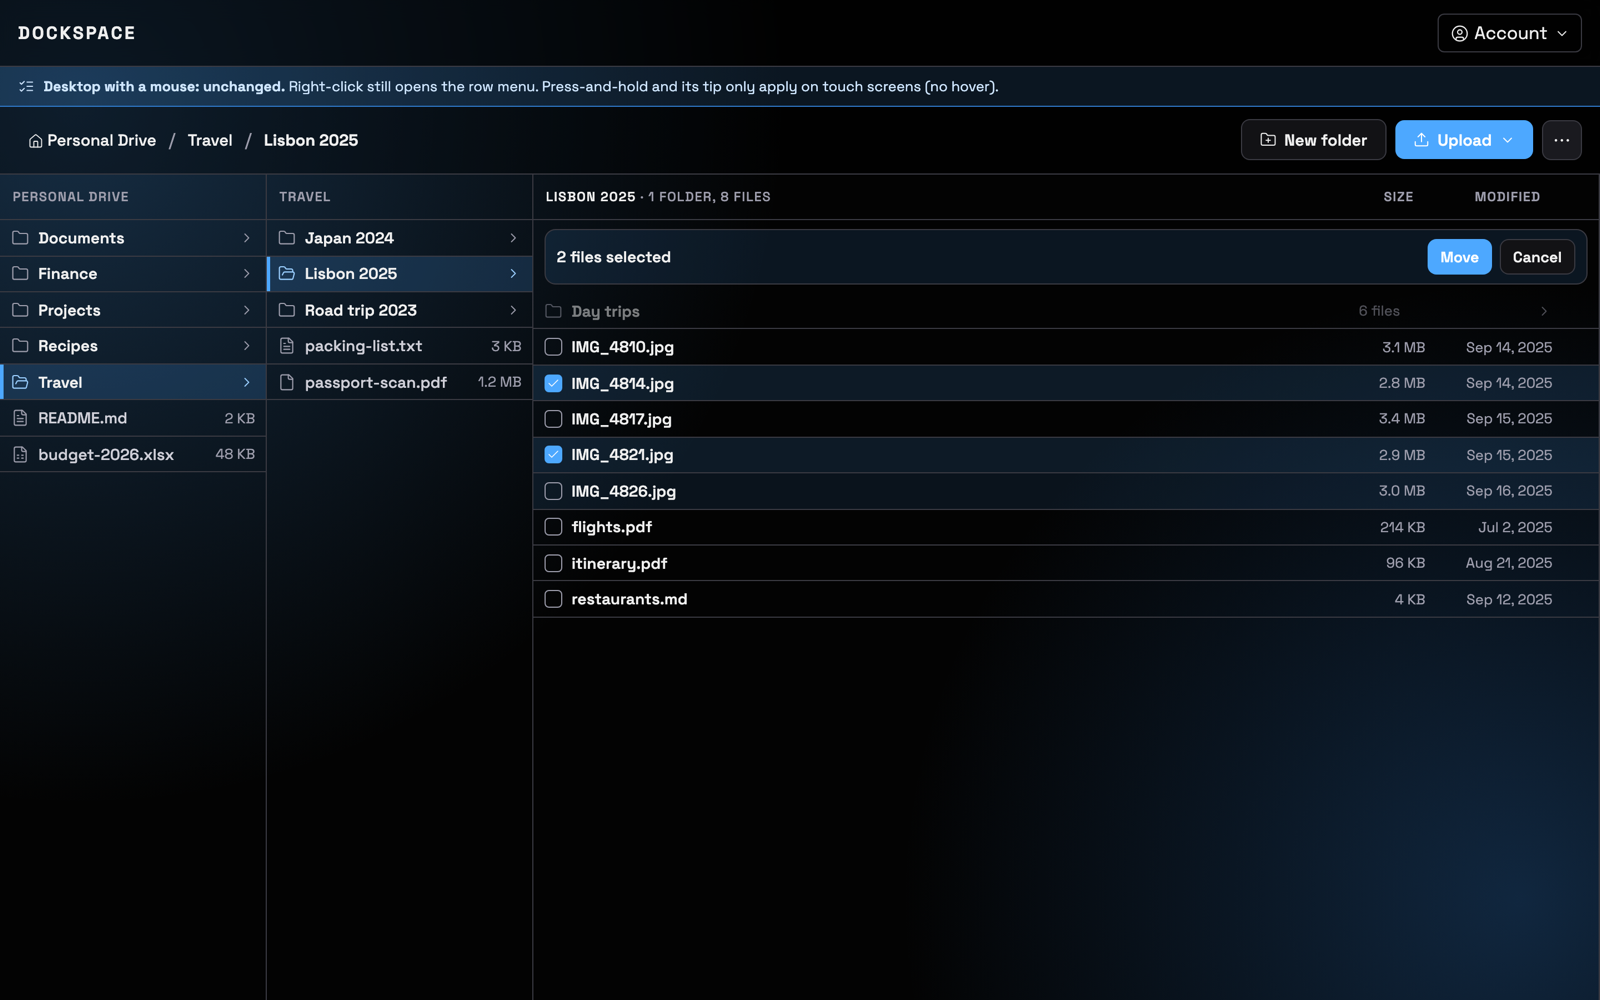 DOCKSPACE
Account
Desktop with a mouse: unchanged. Right-click still opens the row menu. Press-and-hold and its tip only apply on touch screens (no hover).
Personal Drive / Travel / Lisbon 2025
New folder
Upload
PERSONAL DRIVE
Documents
Finance
Projects
Recipes
Travel
README.md 2 KB
budget-2026.xlsx 48 KB
TRAVEL
Japan 2024
Lisbon 2025
Road trip 2023
packing-list.txt 3 KB
passport-scan.pdf 1.2 MB
LISBON 2025 · 1 FOLDER, 8 FILES SIZE MODIFIED
2 files selected Move Cancel
Day trips 6 files
IMG_4810.jpg 3.1 MB Sep 14, 2025
IMG_4814.jpg 2.8 MB Sep 14, 2025
IMG_4817.jpg 3.4 MB Sep 15, 2025
IMG_4821.jpg 2.9 MB Sep 15, 2025
IMG_4826.jpg 3.0 MB Sep 16, 2025
flights.pdf 214 KB Jul 2, 2025
itinerary.pdf 96 KB Aug 21, 2025
restaurants.md 4 KB Sep 12, 2025